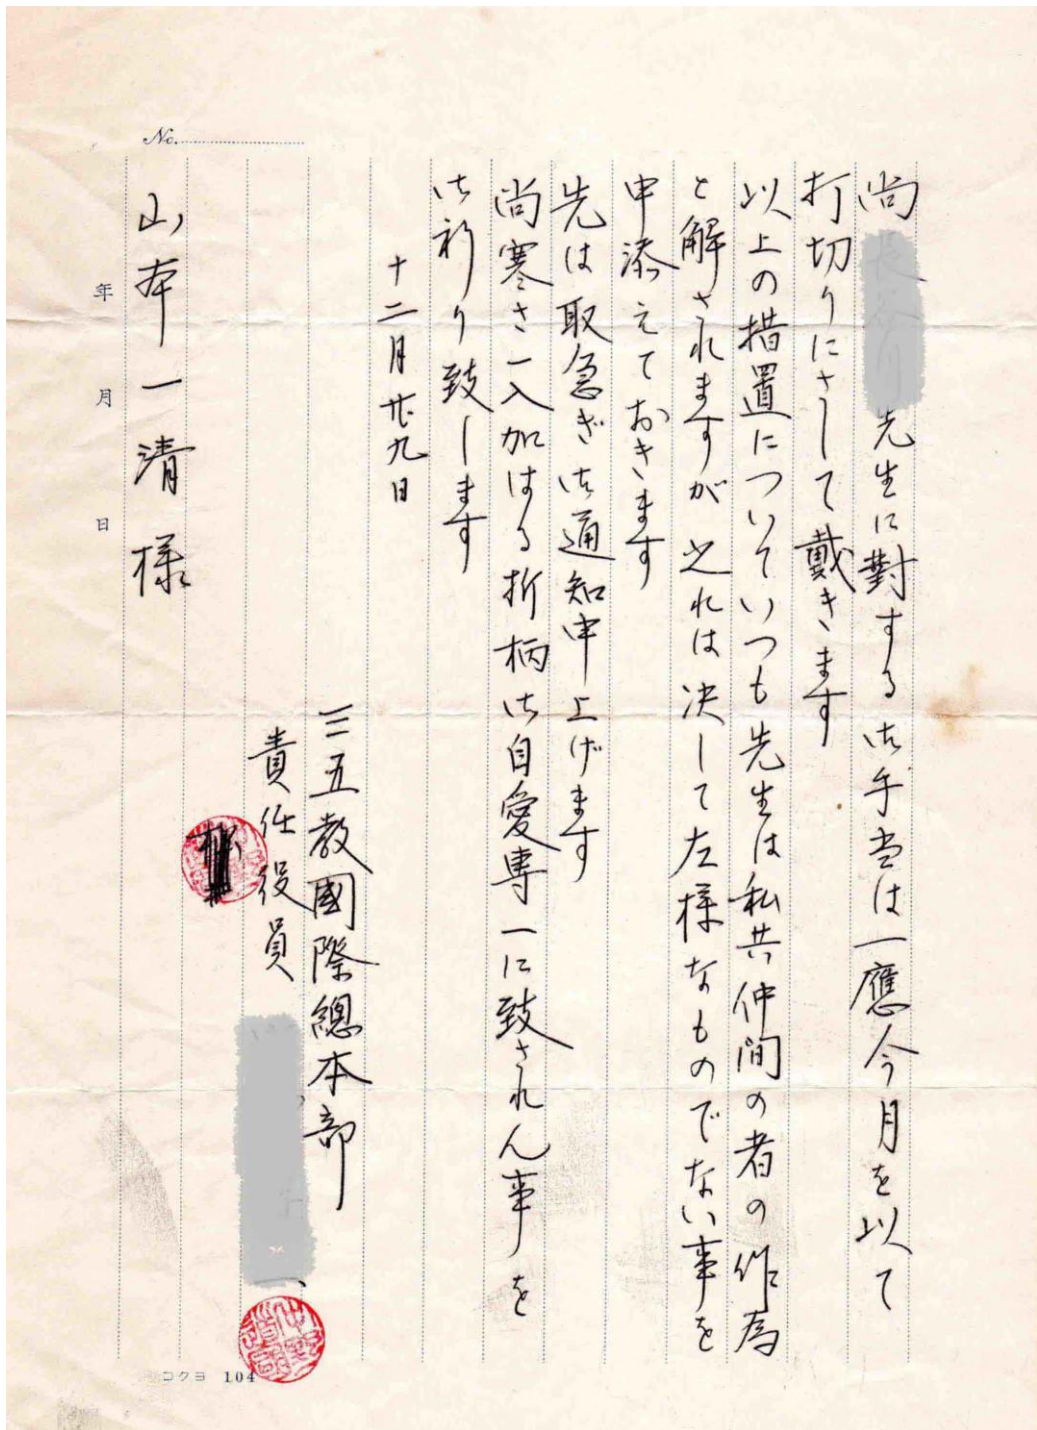 No.
尚
先生に對する御手当は一應今月を以て
打切りにさして戴きます
以上の措置についていつも先生は私共仲間の者の作為
と解されますが之れは決して左様なものでない事を
申添えておきます
先は取急ぎ御通知申上げます
尚寒さ一入加はる折柄御自愛専一に致されん事を
御祈り致します
十二月廿九日
三五教國際總本部
責任役員
山本一清様
年 月 日
コクヨ 104